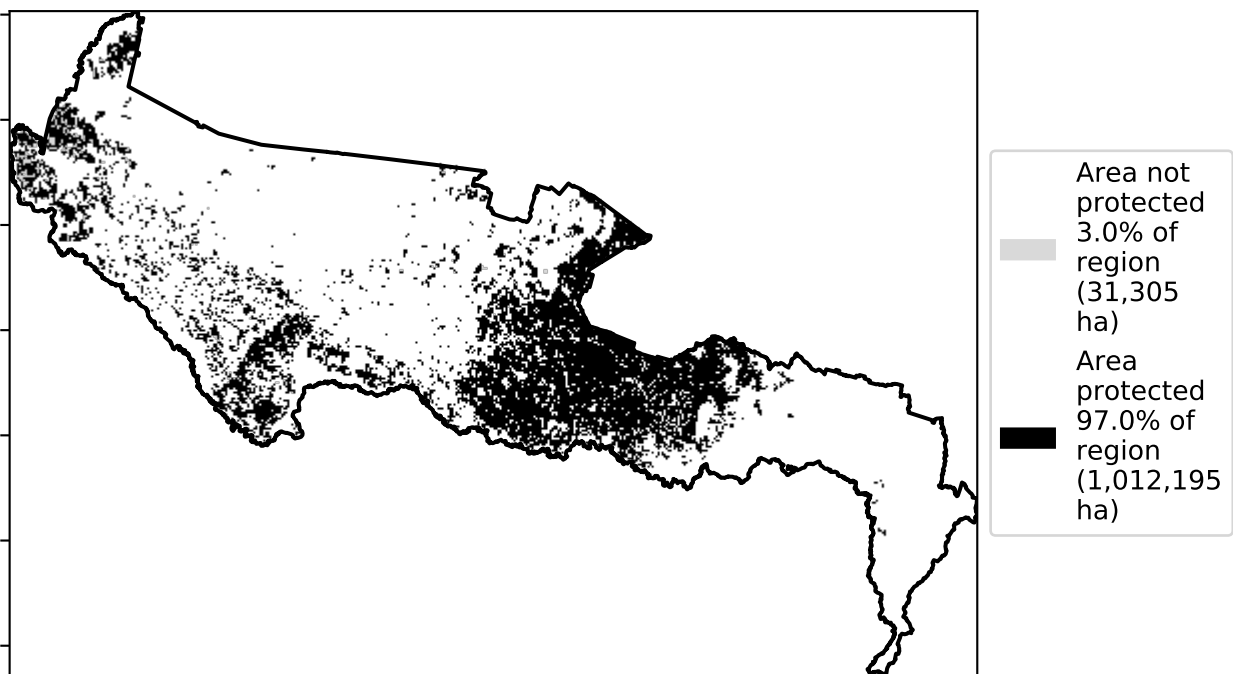 Area not
protected
3.0% of
region
(31,305
ha)
Area
protected
97.0% of
region
(1,012,195
ha)